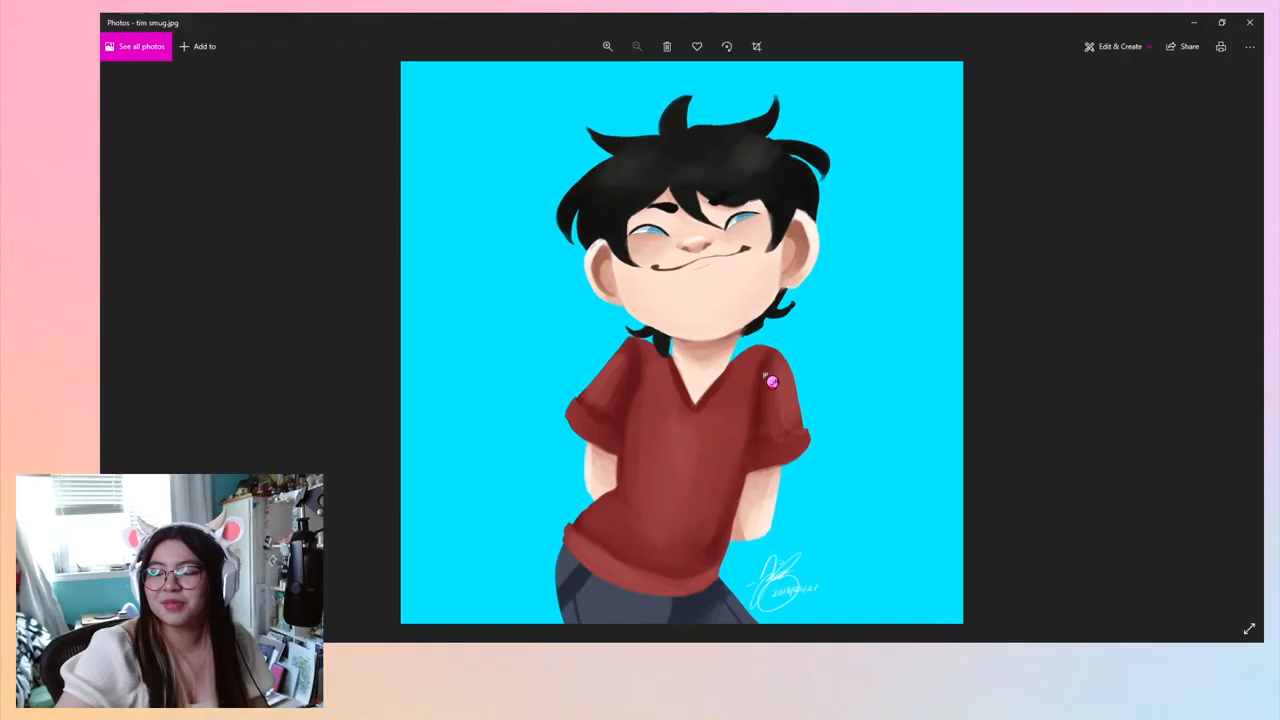 Photos - tim smug.jpg
See all photos
Add to
Edit & Create
Share